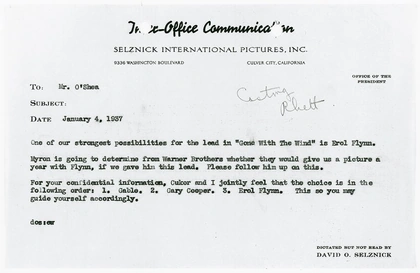 Inter-Office Communication
SELZNICK INTERNATIONAL PICTURES, INC.
9336 WASHINGTON BOULEVARD CULVER CITY, CALIFORNIA
OFFICE OF THE
PRESIDENT
TO: Mr. O'Shea
Casting
Rhett
SUBJECT:
DATE January 4, 1937
One of our strongest possibilities for the lead in "Gone With The Wind" is Erol Flynn.
Myron is going to determine from Warner Brothers whether they would give us a picture a
year with Flynn, if we gave him this lead. Please follow him up on this.
For your confidential information, Cukor and I jointly feel that the choice is in the
following order: 1. Gable. 2. Gary Cooper. 3. Erol Flynn. This so you may
guide yourself accordingly.
dos:ew
DICTATED BUT NOT READ BY
DAVID O. SELZNICK